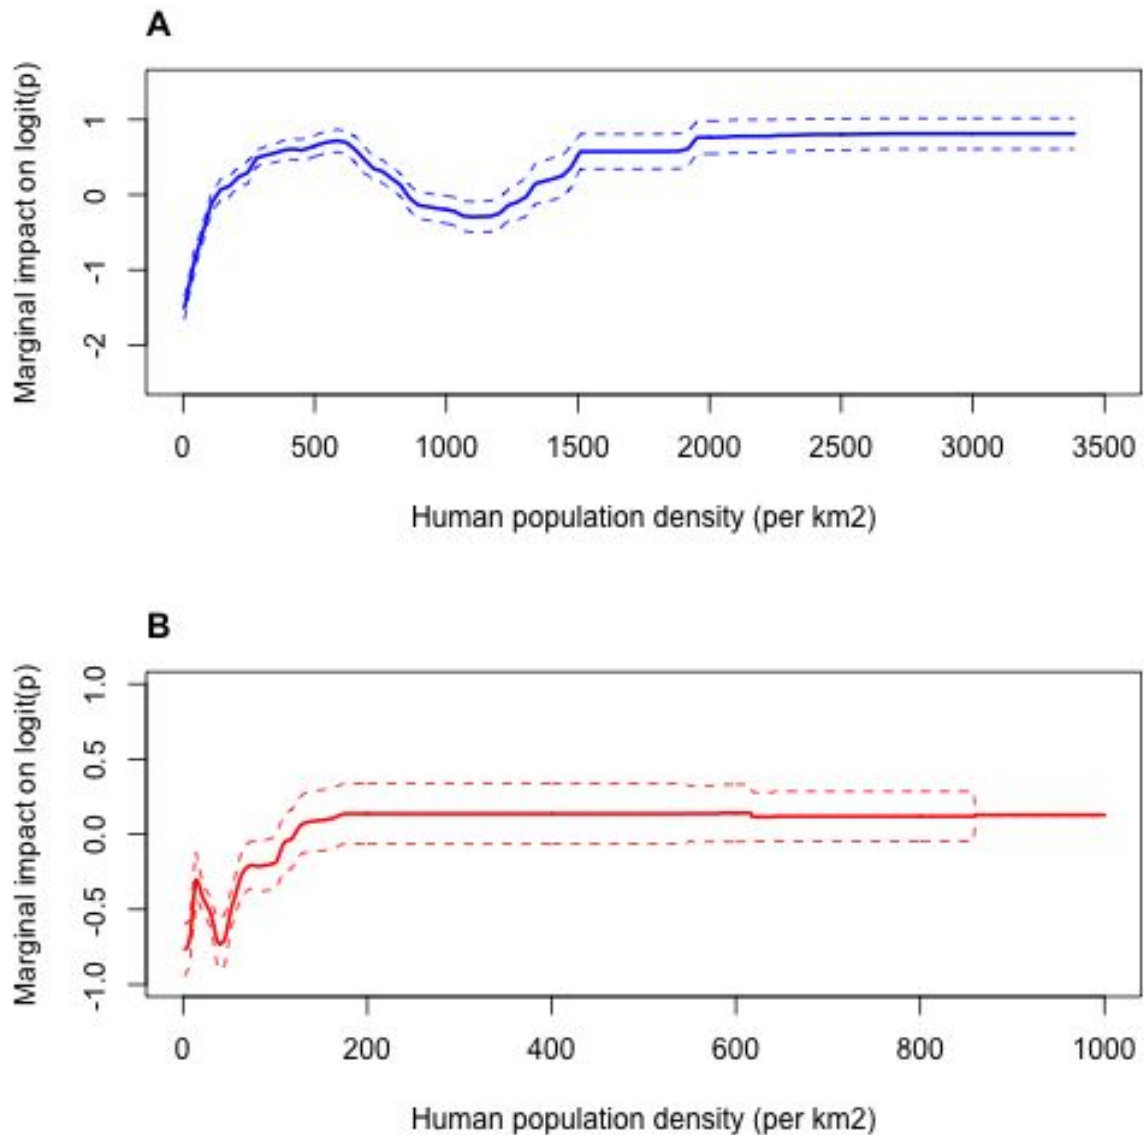 A
Marginal impact on logit(p)
1
0
-1
-2
0 500 1000 1500 2000 2500 3000 3500
Human population density (per km2)
B
Marginal impact on logit(p)
1.0
0.5
0.0
-0.5
-1.0
0 200 400 600 800 1000
Human population density (per km2)